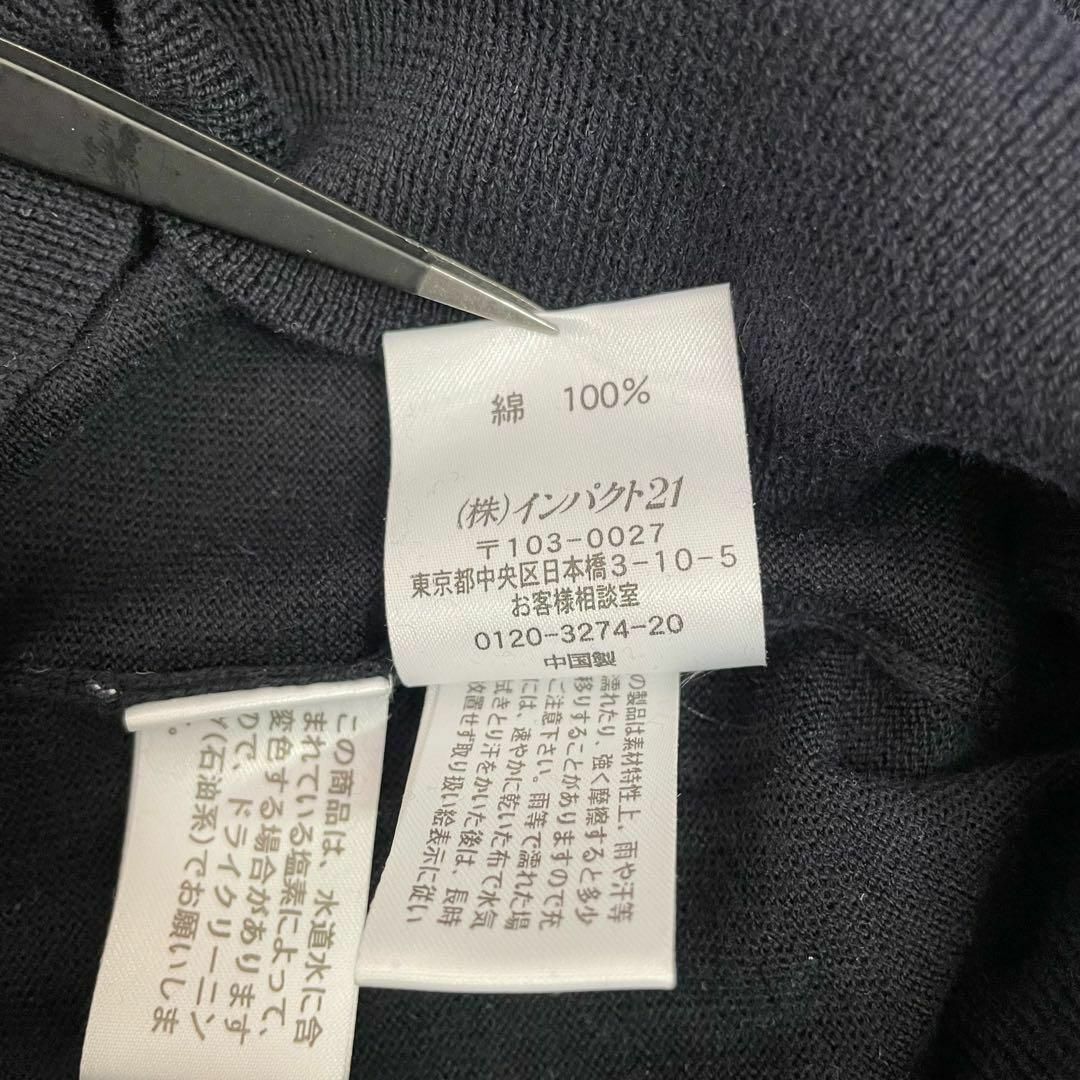 綿 100%
(株)インパクト21
〒103-0027
東京都中央区日本橋3-10-5
お客様相談室
0120-3274-20
中国製
の製品は素材特性上、雨や汗等
濡れたり、強く摩擦すると多少
移りすることがありますので充
ご注意下さい。雨等で濡れた場
には、速やかに乾いた布で水気
拭きとり汗をかいた後は、長時
放置せず取り扱い絵表示に従い
この商品は、水道水に含
まれている塩素によって、
変色する場合があります
ので、ドライクリーニン
グ(石油系)でお願いしま
。